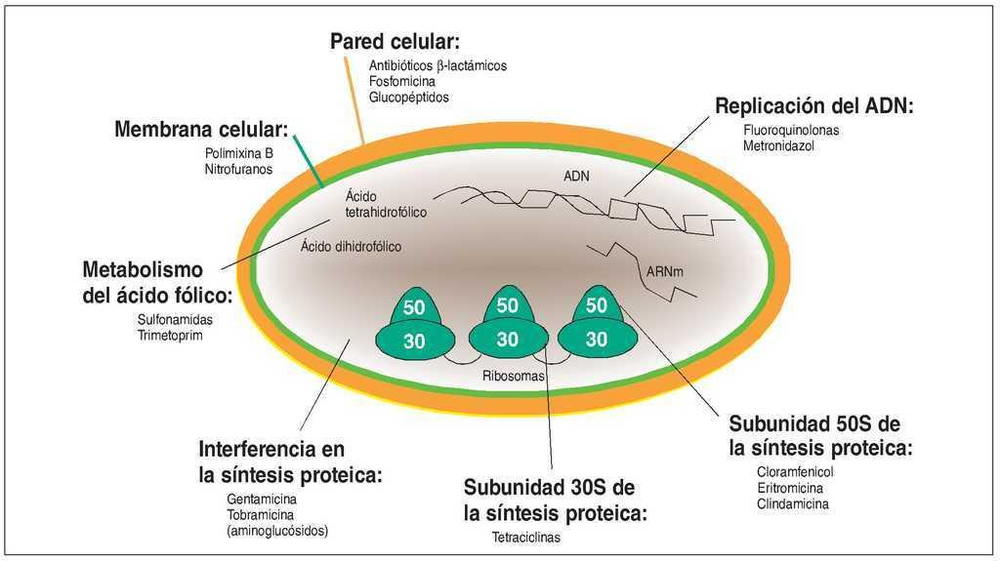 Pared celular:
Antibióticos β-lactámicos
Fosfomicina
Glucopéptidos
Replicación del ADN:
Fluoroquinolonas
Metronidazol
Membrana celular:
Polimixina B
Nitrofuranos
ADN
Ácido
tetrahidrofólico
Ácido dihidrofólico
ARNm
Metabolismo
del ácido fólico:
Sulfonamidas
Trimetoprim
50 50 50
30 30 30
Ribosomas
Interferencia en
la síntesis proteica:
Gentamicina
Tobramicina
(aminoglucósidos)
Subunidad 30S de
la síntesis proteica:
Tetraciclinas
Subunidad 50S de
la síntesis proteica:
Cloramfenicol
Eritromicina
Clindamicina